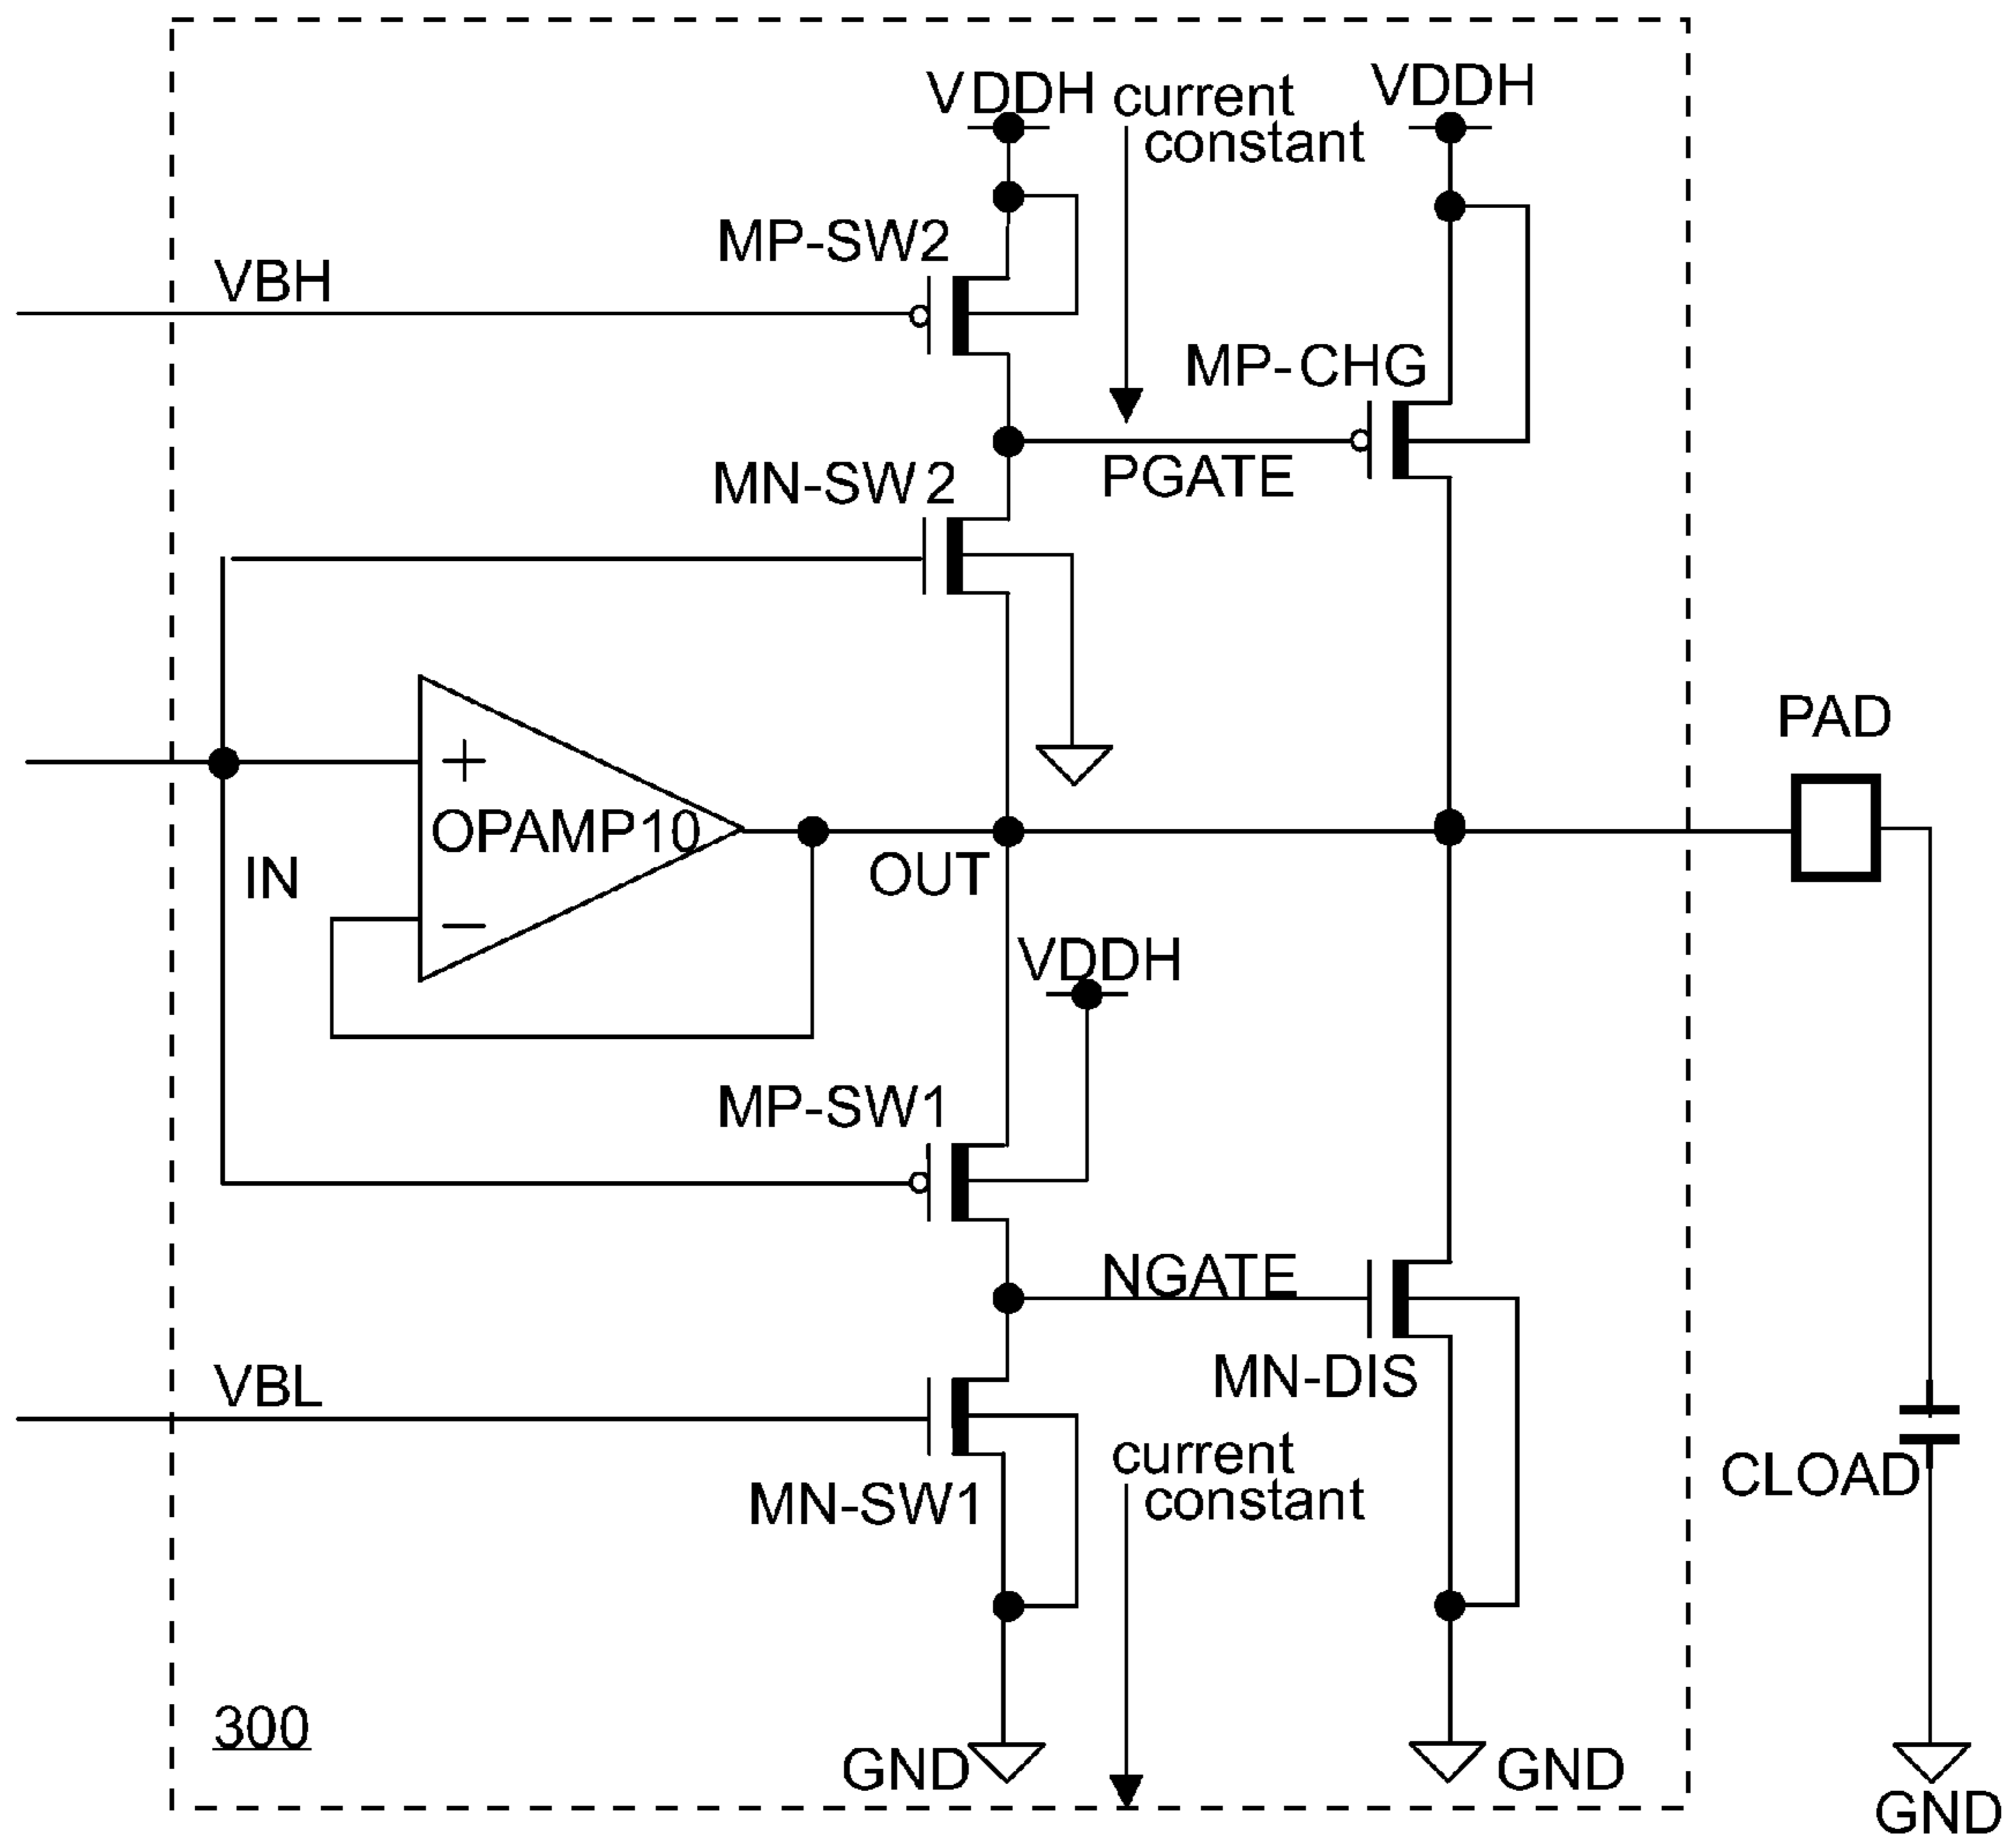 VDDH
current
constant
VDDH
MP-SW2
VBH
MP-CHG
PGATE
MN-SW2
PAD
+
OPAMP10
IN
OUT
−
VDDH
MP-SW1
NGATE
VBL
MN-DIS
current
constant
MN-SW1
CLOAD
300
GND
GND
GND